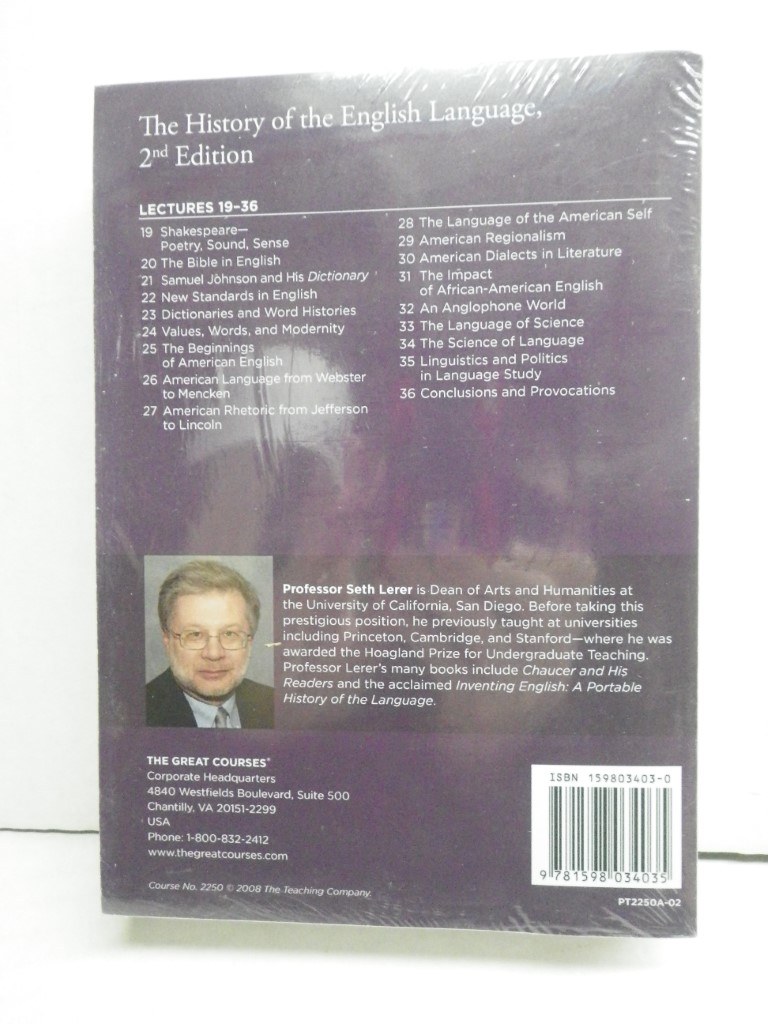 The History of the English Language,
2nd Edition
LECTURES 19–36
19 Shakespeare—
Poetry, Sound, Sense
20 The Bible in English
21 Samuel Johnson and His Dictionary
22 New Standards in English
23 Dictionaries and Word Histories
24 Values, Words, and Modernity
25 The Beginnings
of American English
26 American Language from Webster
to Mencken
27 American Rhetoric from Jefferson
to Lincoln
28 The Language of the American Self
29 American Regionalism
30 American Dialects in Literature
31 The Impact
of African-American English
32 An Anglophone World
33 The Language of Science
34 The Science of Language
35 Linguistics and Politics
in Language Study
36 Conclusions and Provocations
Professor Seth Lerer is Dean of Arts and Humanities at
the University of California, San Diego. Before taking this
prestigious position, he previously taught at universities
including Princeton, Cambridge, and Stanford—where he was
awarded the Hoagland Prize for Undergraduate Teaching.
Professor Lerer's many books include Chaucer and His
Readers and the acclaimed Inventing English: A Portable
History of the Language.
THE GREAT COURSES®
Corporate Headquarters
4840 Westfields Boulevard, Suite 500
Chantilly, VA 20151-2299
USA
Phone: 1-800-832-2412
www.thegreatcourses.com
Course No. 2250 © 2008 The Teaching Company.
ISBN 159803403-0
9 781598 034035
PT2250A-02